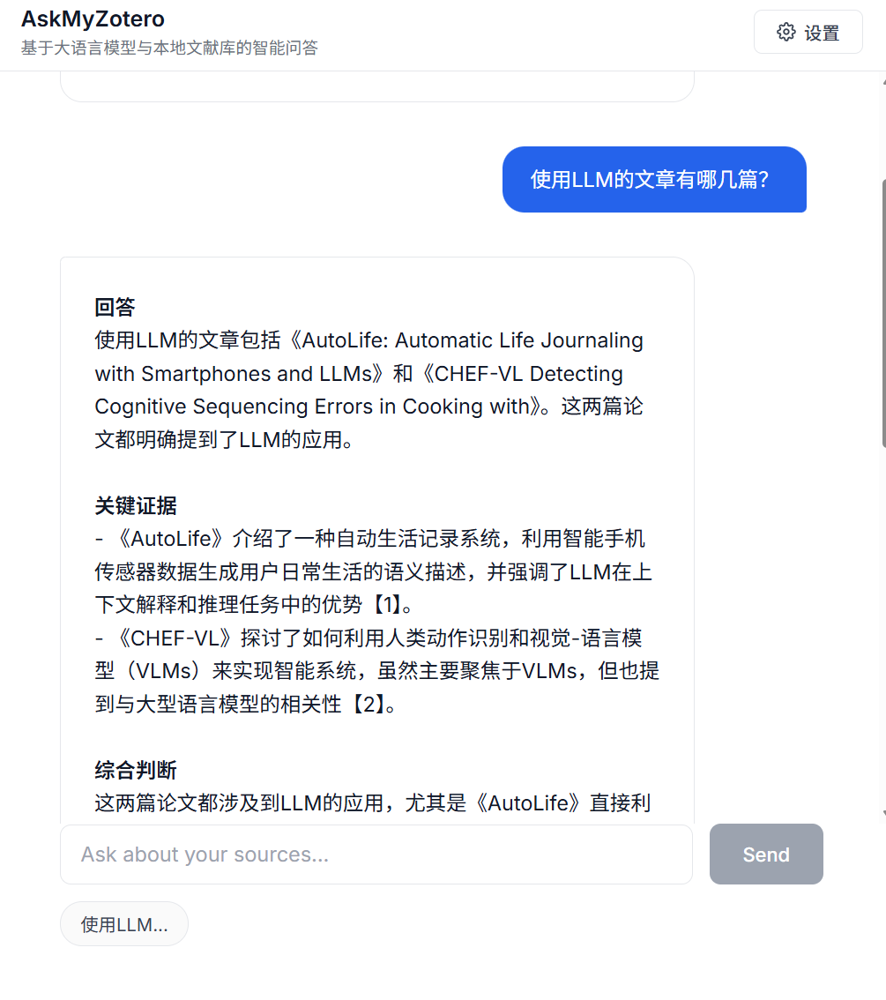 AskMyZotero
基于大语言模型与本地文献库的智能问答
设置
使用LLM的文章有哪几篇？
回答
使用LLM的文章包括《AutoLife: Automatic Life Journaling
with Smartphones and LLMs》和《CHEF-VL Detecting
Cognitive Sequencing Errors in Cooking with》。这两篇论
文都明确提到了LLM的应用。
关键证据
- 《AutoLife》介绍了一种自动生活记录系统，利用智能手机
传感器数据生成用户日常生活的语义描述，并强调了LLM在上
下文解释和推理任务中的优势【1】。
- 《CHEF-VL》探讨了如何利用人类动作识别和视觉-语言模
型（VLMs）来实现智能系统，虽然主要聚焦于VLMs，但也提
到与大型语言模型的相关性【2】。
综合判断
这两篇论文都涉及到LLM的应用，尤其是《AutoLife》直接利
Ask about your sources...
Send
使用LLM...